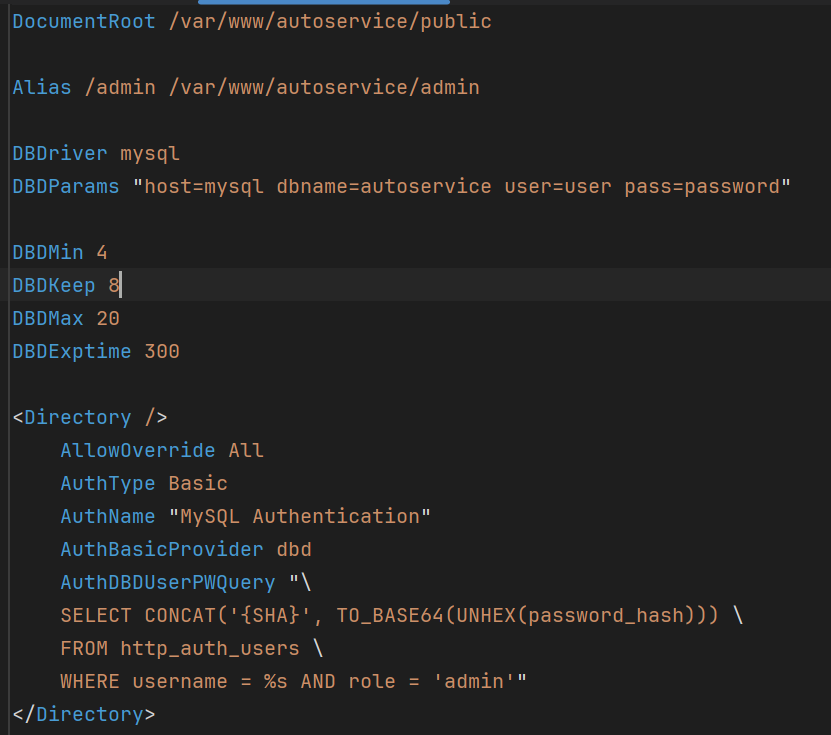 DocumentRoot /var/www/autoservice/public
Alias /admin /var/www/autoservice/admin
DBDriver mysql
DBDParams "host=mysql dbname=autoservice user=user pass=password"
DBDMin 4
DBDKeep 8
DBDMax 20
DBDExptime 300
<Directory />
    AllowOverride All
    AuthType Basic
    AuthName "MySQL Authentication"
    AuthBasicProvider dbd
    AuthDBDUserPWQuery "\
    SELECT CONCAT('{SHA}', TO_BASE64(UNHEX(password_hash))) \
    FROM http_auth_users \
    WHERE username = %s AND role = 'admin'"
</Directory>